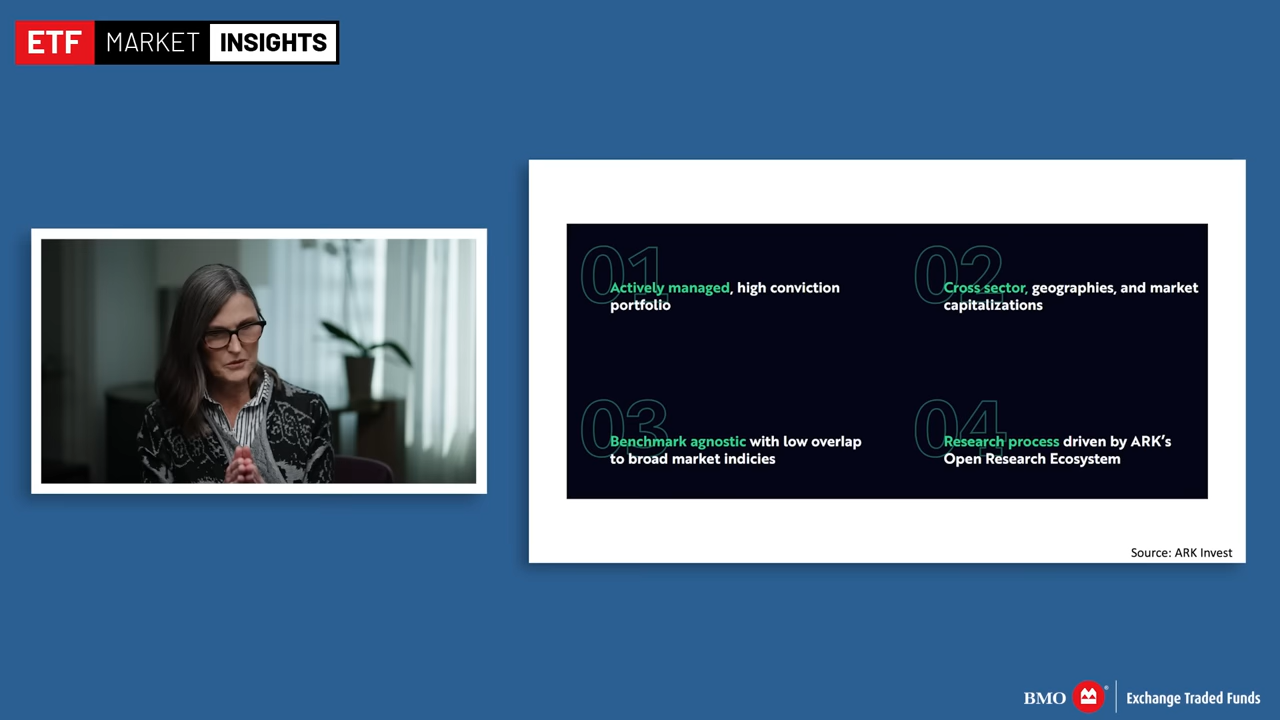 ETF MARKET INSIGHTS
01
Actively managed, high conviction
portfolio
02
Cross sector, geographies, and market
capitalizations
03
Benchmark agnostic with low overlap
to broad market indicies
04
Research process driven by ARK's
Open Research Ecosystem
Source: ARK Invest
BMO Exchange Traded Funds